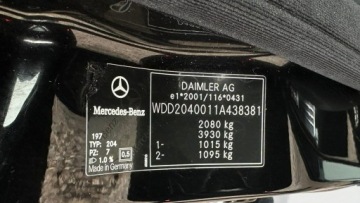 DAIMLER AG
e1*2001/116*0431
WDD2040011A438381
2080 kg
3930 kg
1- 1015 kg
2- 1095 kg
Mercedes-Benz
197
TYP: 204
PZ: 7
1.0 % 0,5
Made in Germany